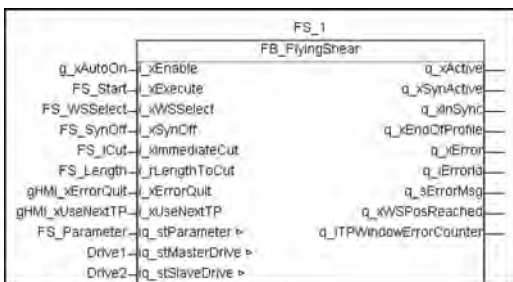 FS_1
FB_FlyingShear
g_xAutoOn i_xEnable q_xActive
FS_Start i_xExecute q_xSynActive
FS_WSSelect i_xWSSelect q_xInSync
FS_SynOff i_xSynOff q_xEndOfProfile
FS_ICut i_xImmediateCut q_xError
FS_Length i_rLengthToCut q_iErrorId
gHMI_xErrorQuit i_xErrorQuit q_sErrorMsg
gHMI_xUseNextTP i_xUseNextTP q_xWSPosReached
FS_Parameter iq_stParameter q_iTPWindowErrorCounter
Drive1 iq_stMasterDrive
Drive2 iq_stSlaveDrive